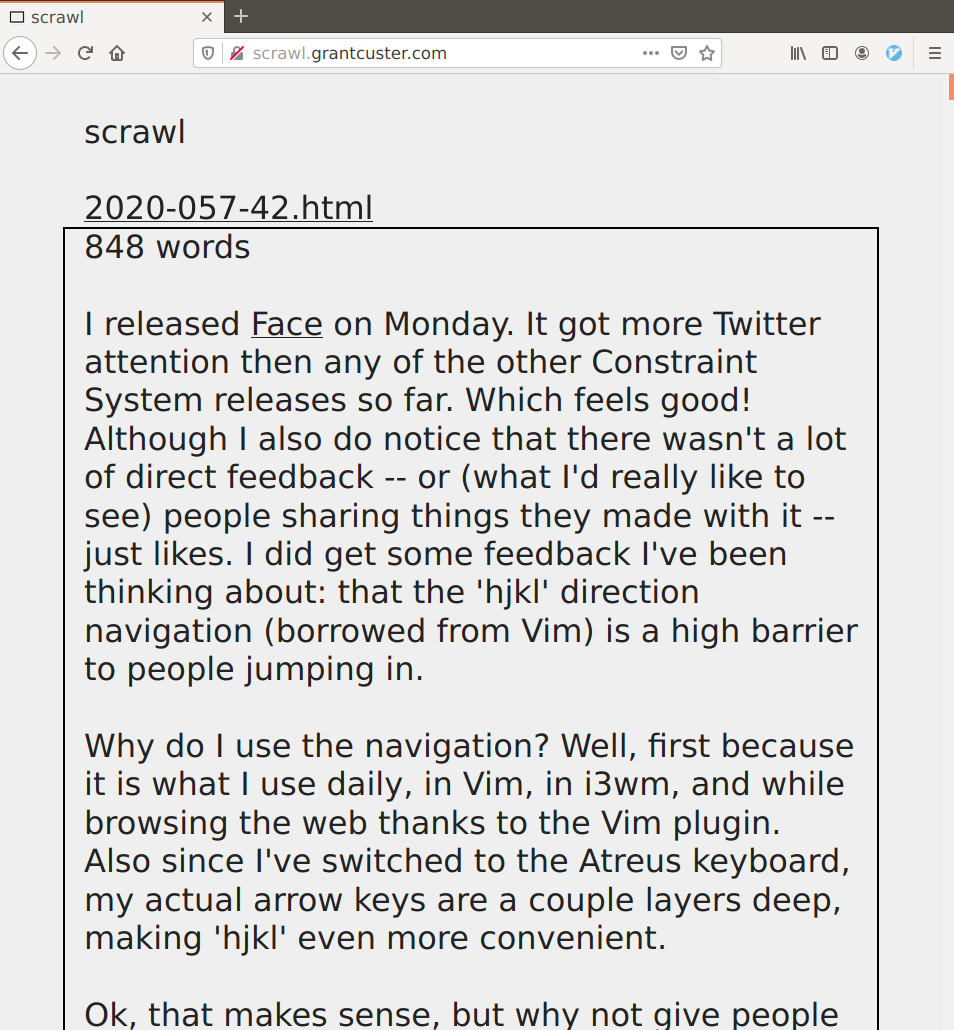 scrawl
scrawl.grantcuster.com
scrawl
2020-057-42.html
848 words
I released Face on Monday. It got more Twitter
attention then any of the other Constraint
System releases so far. Which feels good!
Although I also do notice that there wasn't a lot
of direct feedback -- or (what I'd really like to
see) people sharing things they made with it --
just likes. I did get some feedback I've been
thinking about: that the 'hjkl' direction
navigation (borrowed from Vim) is a high barrier
to people jumping in.
Why do I use the navigation? Well, first because
it is what I use daily, in Vim, in i3wm, and while
browsing the web thanks to the Vim plugin.
Also since I've switched to the Atreus keyboard,
my actual arrow keys are a couple layers deep,
making 'hjkl' even more convenient.
Ok, that makes sense, but why not give people